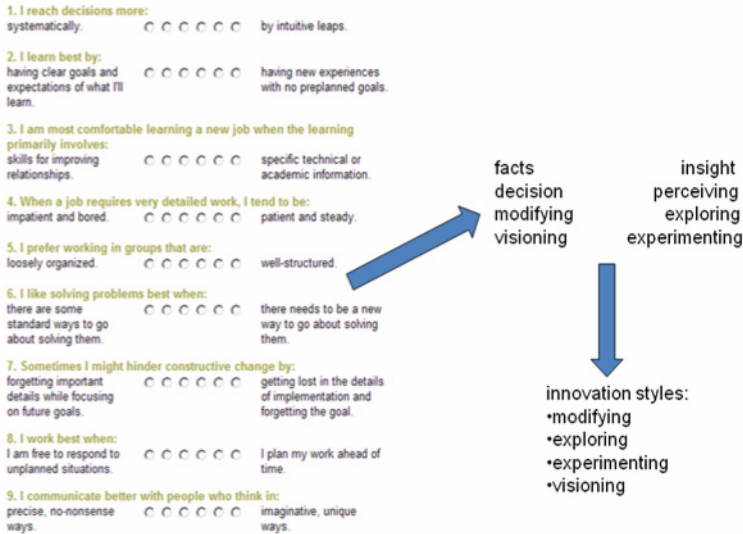 1. I reach decisions more:
systematically. by intuitive leaps.
2. I learn best by:
having clear goals and having new experiences
expectations of what I'll with no preplanned goals.
learn.
3. I am most comfortable learning a new job when the learning
primarily involves:
skills for improving specific technical or
relationships. academic information.
4. When a job requires very detailed work, I tend to be:
impatient and bored. patient and steady.
5. I prefer working in groups that are:
loosely organized. well-structured.
6. I like solving problems best when:
there are some there needs to be a new
standard ways to go way to go about solving
about solving them. them.
7. Sometimes I might hinder constructive change by:
forgetting important getting lost in the details
details while focusing of implementation and
on future goals. forgetting the goal.
8. I work best when:
I am free to respond to I plan my work ahead of
unplanned situations. time.
9. I communicate better with people who think in:
precise, no-nonsense imaginative, unique
ways. ways.
facts insight
decision perceiving
modifying exploring
visioning experimenting
innovation styles:
•modifying
•exploring
•experimenting
•visioning